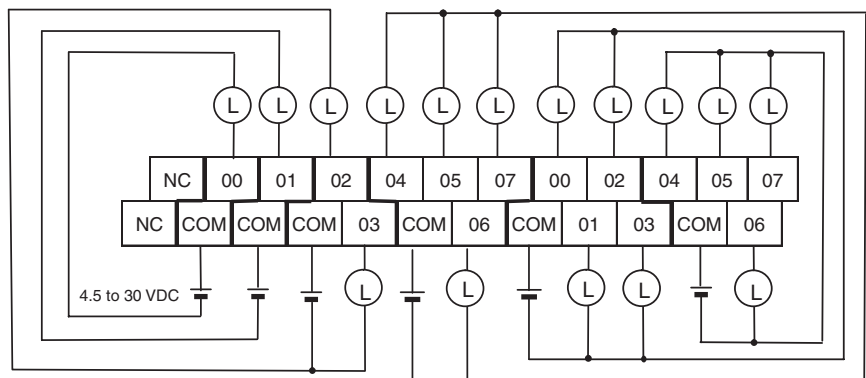 L L L L L L L L L L L
NC 00 01 02 04 05 07 00 02 04 05 07
NC COM COM COM 03 COM 06 COM 01 03 COM 06
4.5 to 30 VDC
L L L L L